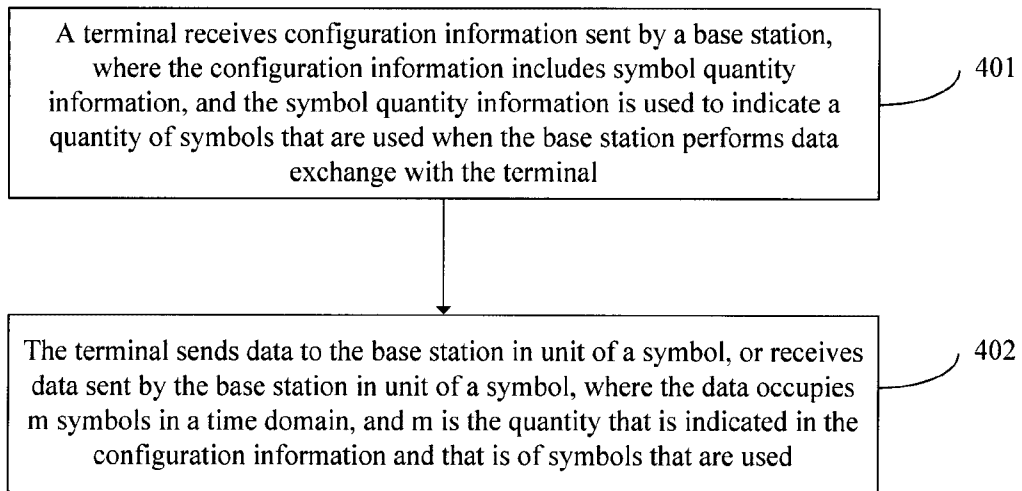 A terminal receives configuration information sent by a base station,
where the configuration information includes symbol quantity
information, and the symbol quantity information is used to indicate a
quantity of symbols that are used when the base station performs data
exchange with the terminal
401
The terminal sends data to the base station in unit of a symbol, or receives
data sent by the base station in unit of a symbol, where the data occupies
m symbols in a time domain, and m is the quantity that is indicated in the
configuration information and that is of symbols that are used
402